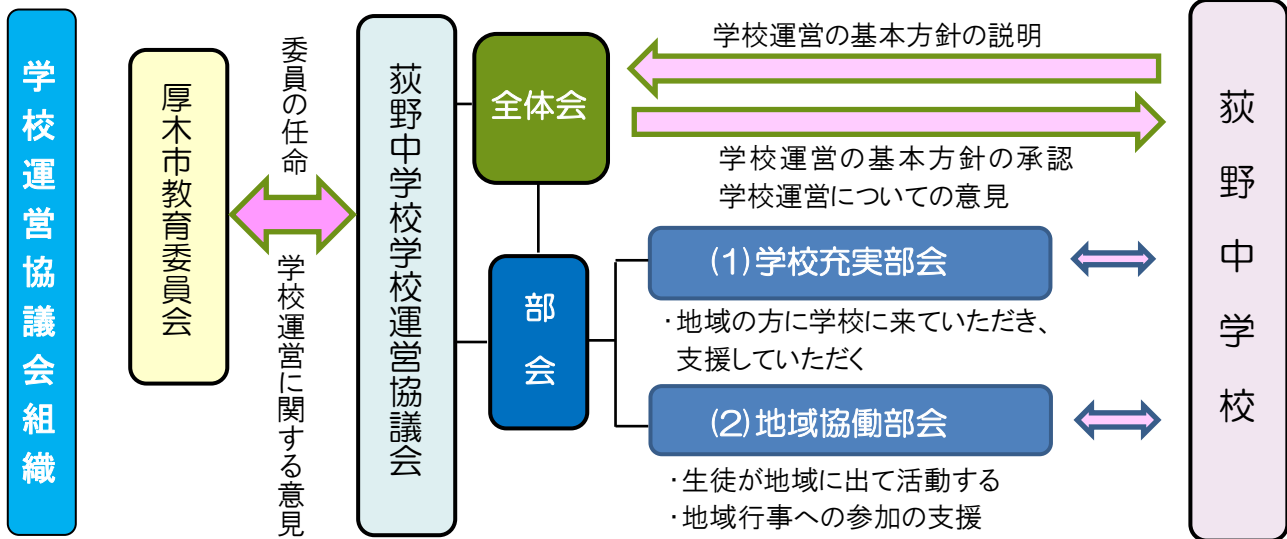 学校運営協議会組織
厚木市教育委員会
委員の任命
学校運営に関する意見
荻野中学校学校運営協議会
全体会
部会
学校運営の基本方針の説明
学校運営の基本方針の承認
学校運営についての意見
(1)学校充実部会
・地域の方に学校に来ていただき、
支援していただく
(2)地域協働部会
・生徒が地域に出て活動する
・地域行事への参加の支援
荻野中学校